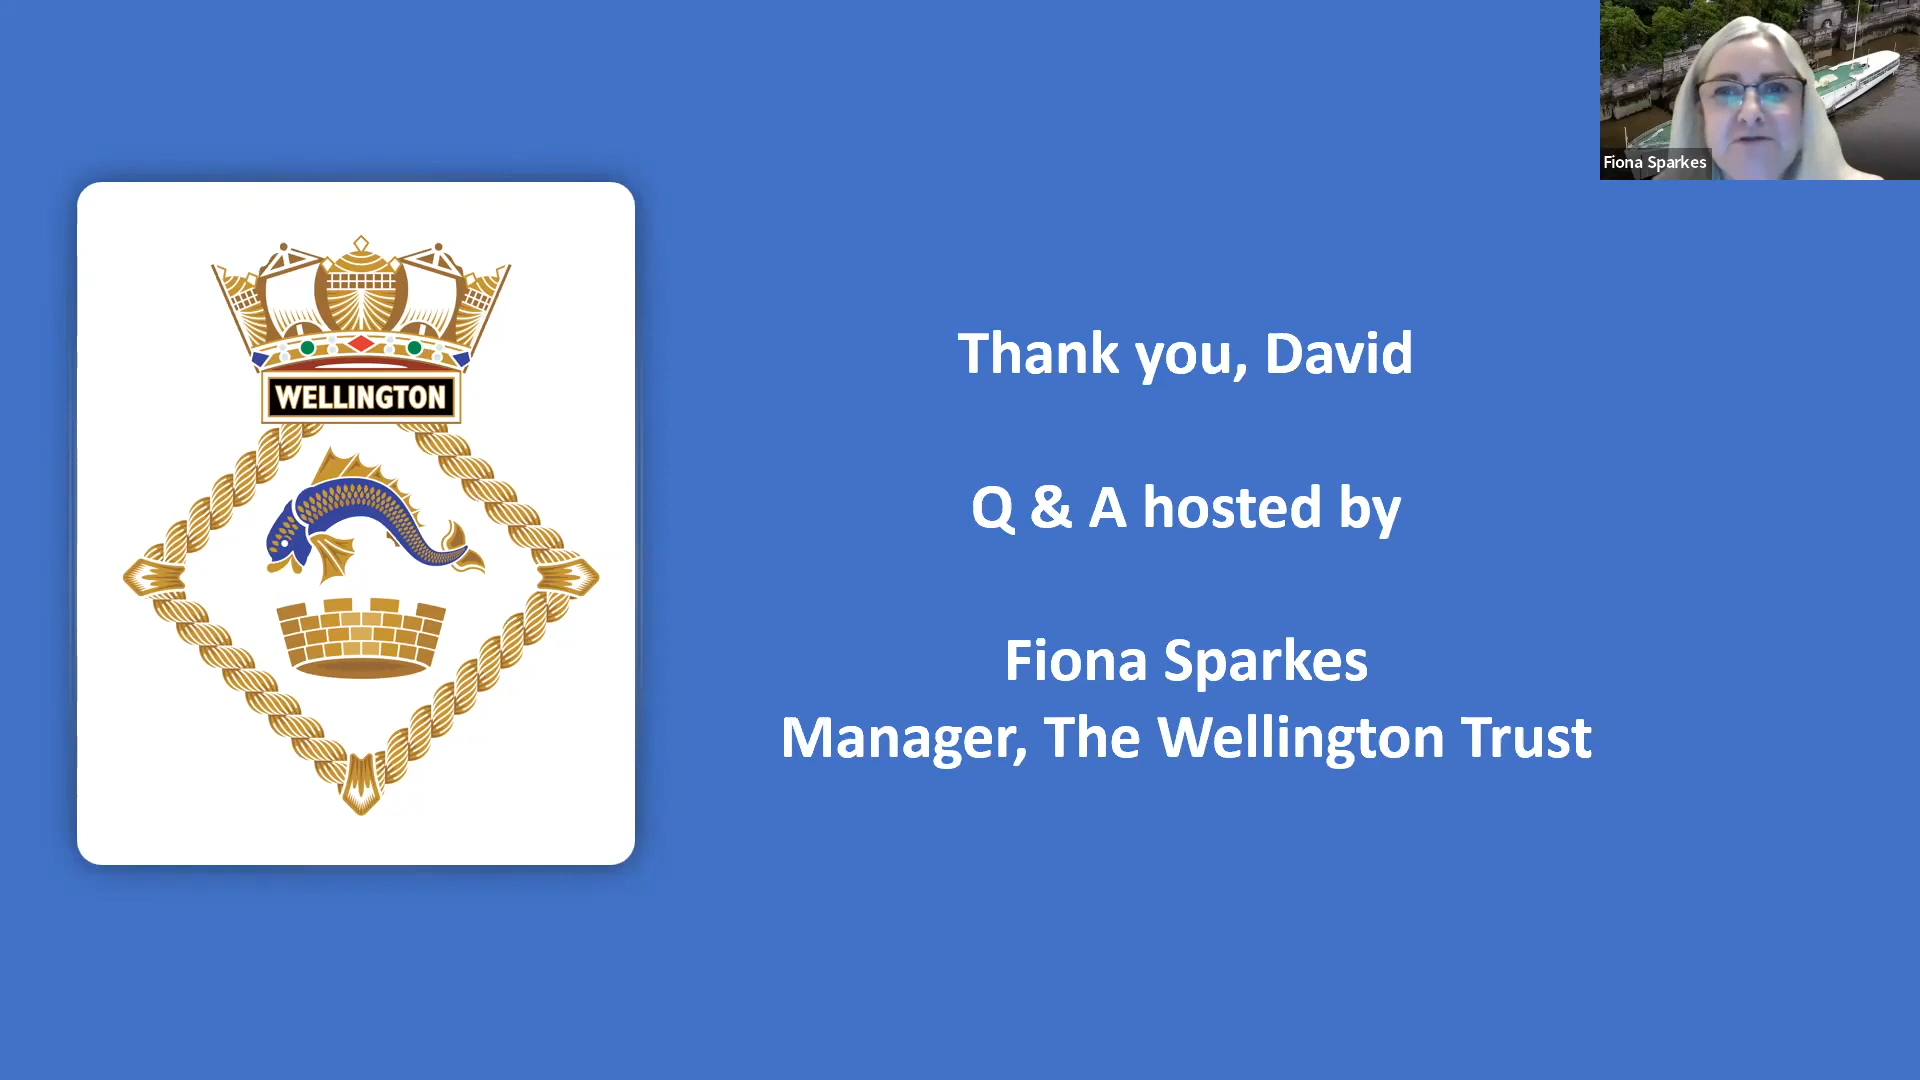 Fiona Sparkes
WELLINGTON
Thank you, David
Q & A hosted by
Fiona Sparkes
Manager, The Wellington Trust